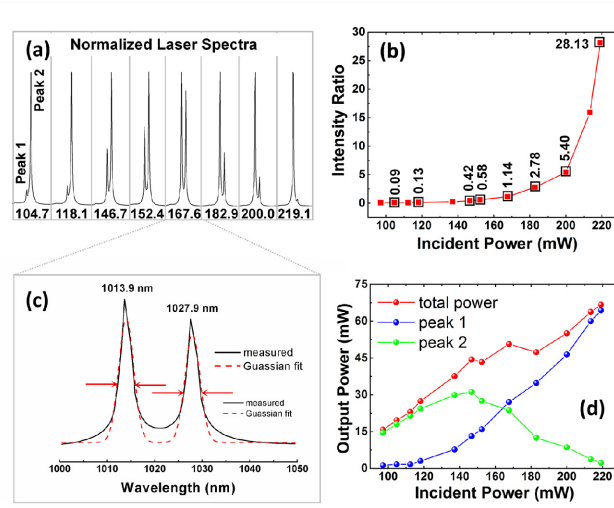 (a)
Normalized Laser Spectra
Peak 1
Peak 2
104.7 118.1 146.7 152.4 167.6 182.9 200.0 219.1
(b)
Intensity Ratio
30
25
20
15
10
5
0
0.09
0.13
0.42
0.58
1.14
2.78
5.40
28.13
100 120 140 160 180 200 220
Incident Power (mW)
(c)
1013.9 nm
1027.9 nm
measured
Gaussian fit
measured
Gaussian fit
1000 1010 1020 1030 1040 1050
Wavelength (nm)
(d)
Output Power (mW)
75
60
45
30
15
0
total power
peak 1
peak 2
100 120 140 160 180 200 220
Incident Power (mW)